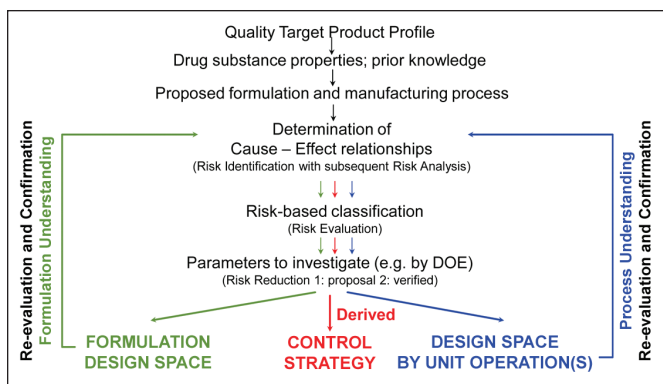 Quality Target Product Profile
Drug substance properties; prior knowledge
Proposed formulation and manufacturing process
Determination of
Cause – Effect relationships
(Risk Identification with subsequent Risk Analysis)
Risk-based classification
(Risk Evaluation)
Parameters to investigate (e.g. by DOE)
(Risk Reduction 1: proposal 2: verified)
Derived
FORMULATION
DESIGN SPACE
CONTROL
STRATEGY
DESIGN SPACE
BY UNIT OPERATION(S)
Re-evaluation and Confirmation
Formulation Understanding
Process Understanding
Re-evaluation and Confirmation